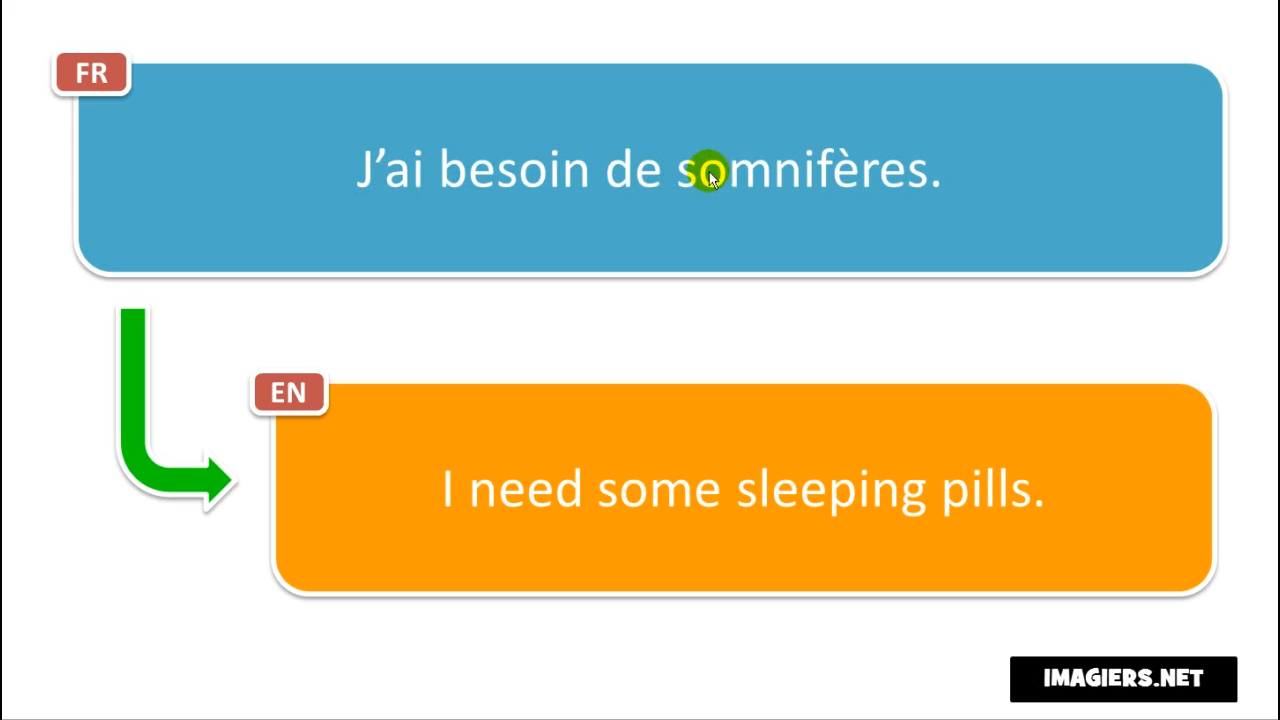 FR
J’ai besoin de somnifères.
EN
I need some sleeping pills.
IMAGIERS.NET